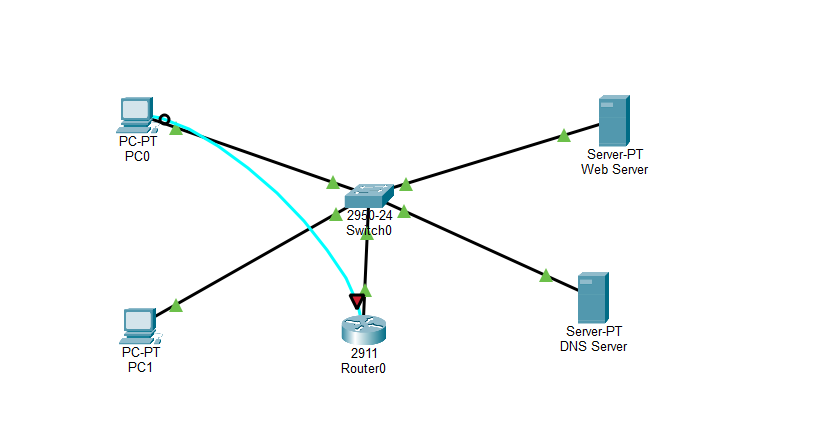 PC-PT
PC0
Server-PT
Web Server
2950-24
Switch0
PC-PT
PC1
2911
Router0
Server-PT
DNS Server